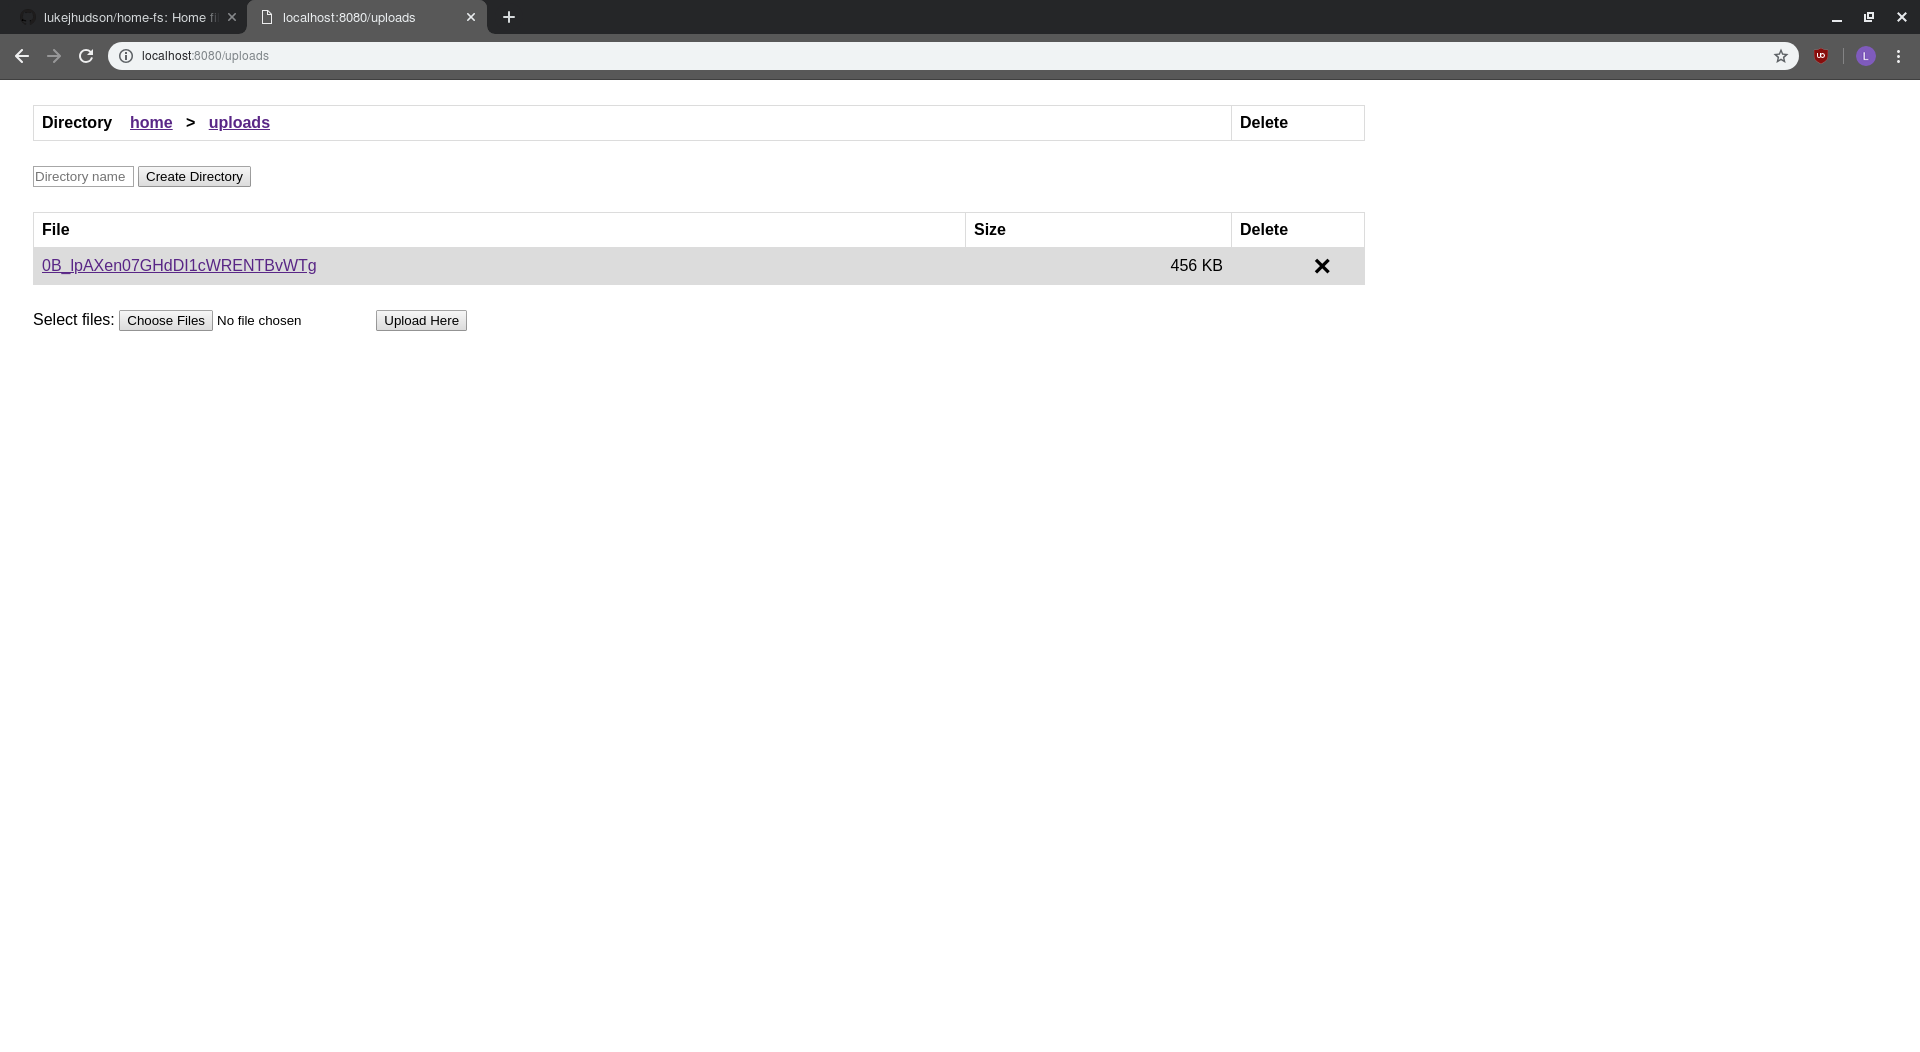 lukejhudson/home-fs: Home fi
localhost:8080/uploads
localhost:8080/uploads
L
Directory home > uploads Delete
Directory name Create Directory
File Size Delete
0B_lpAXen07GHdDI1cWRENTBvWTg 456 KB
Select files: Choose Files No file chosen Upload Here